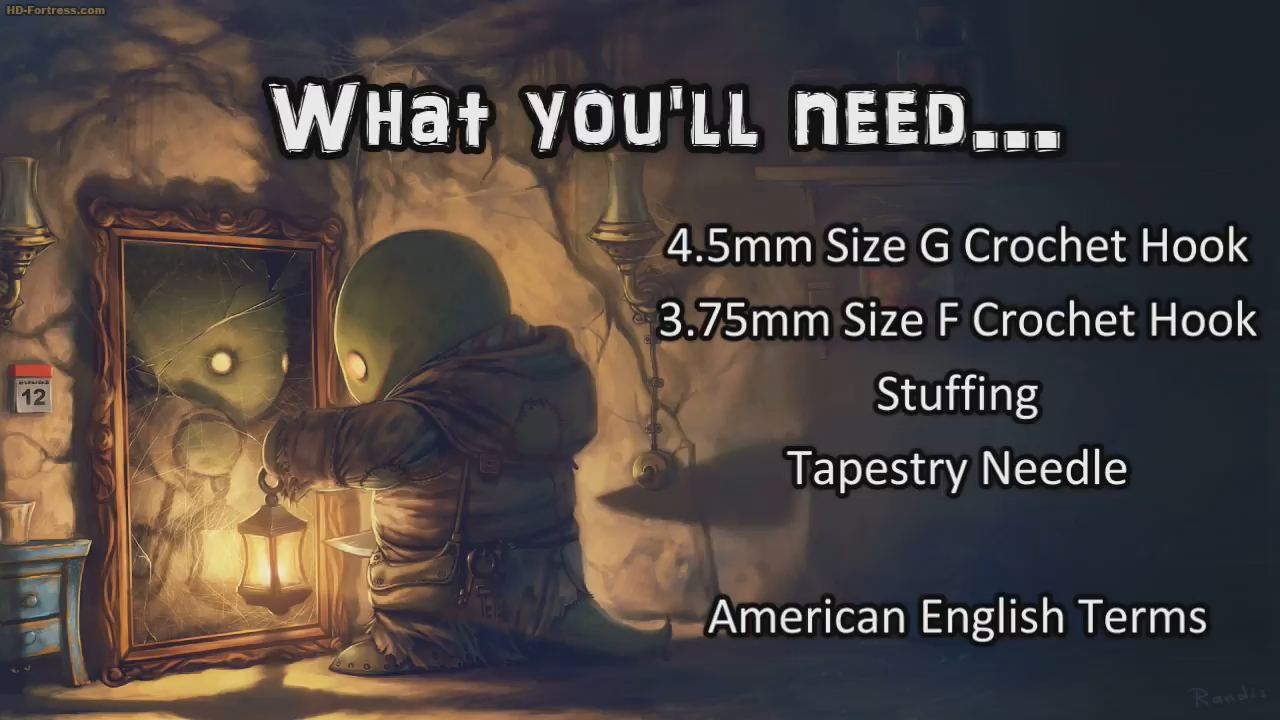 HD-Fortress.com
What you'll need...
4.5mm Size G Crochet Hook
3.75mm Size F Crochet Hook
Stuffing
Tapestry Needle
12
American English Terms